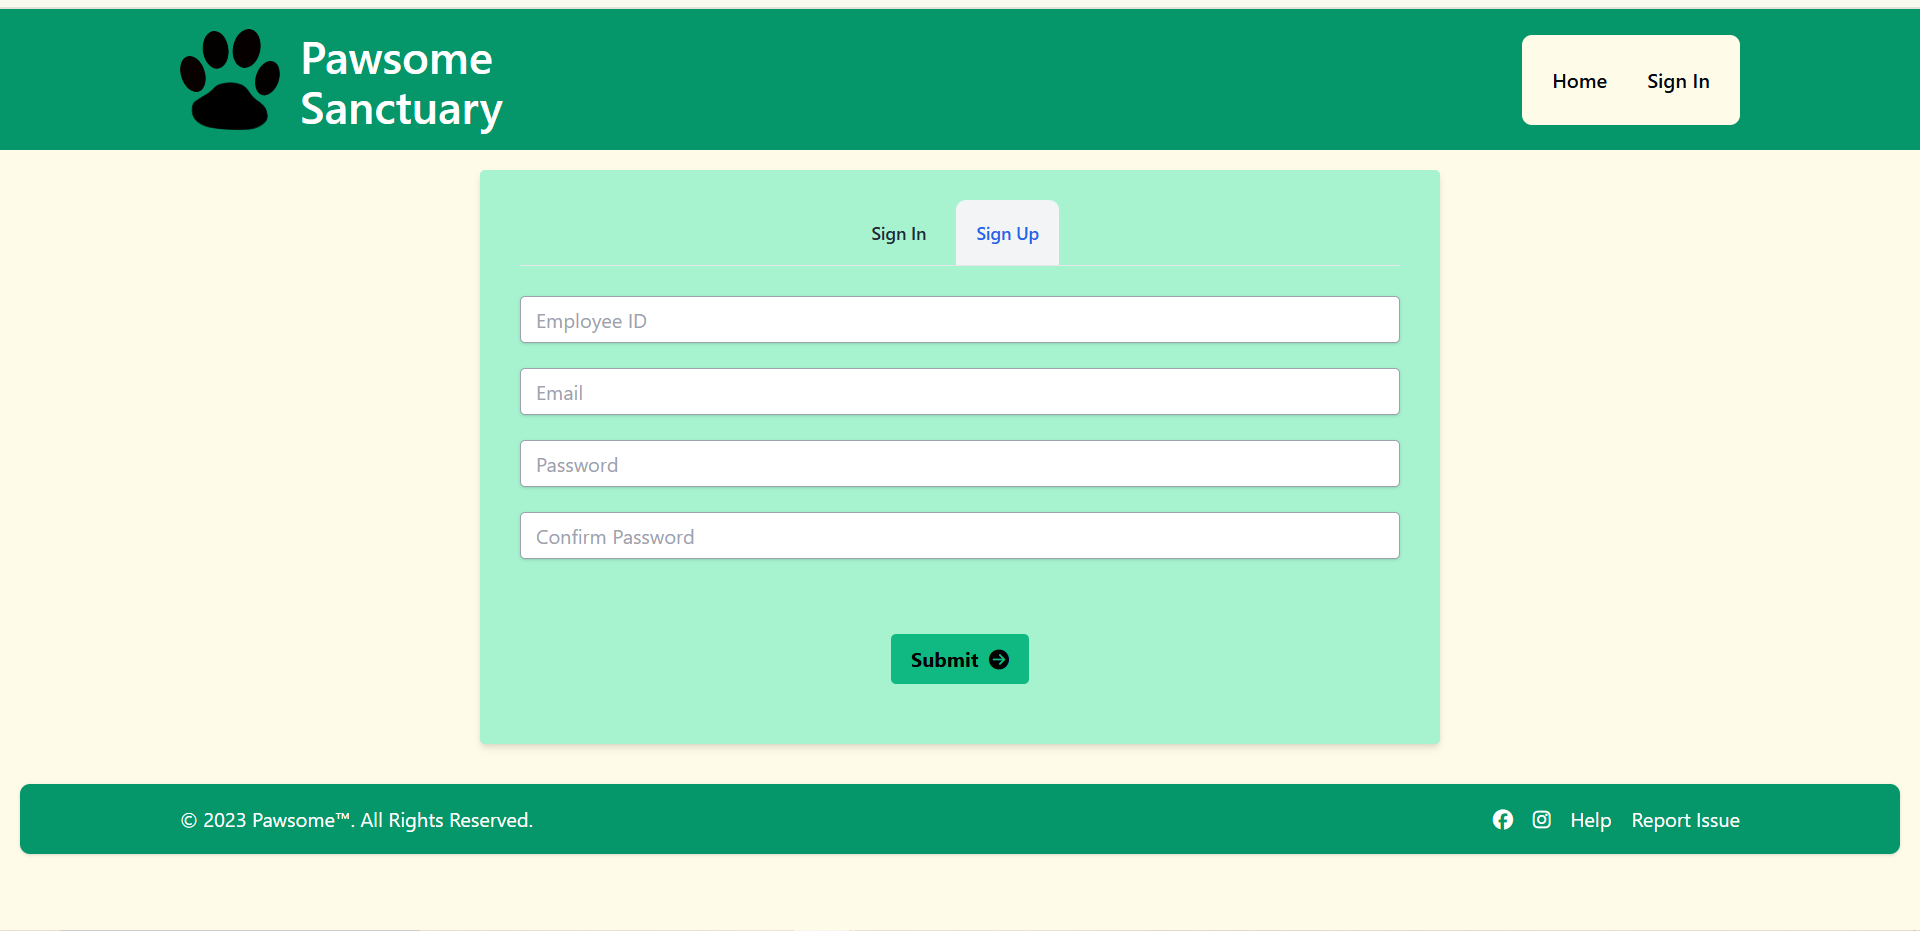 Pawsome
Sanctuary
Home Sign In
Sign In Sign Up
Employee ID
Email
Password
Confirm Password
Submit
© 2023 Pawsome™. All Rights Reserved.
Help Report Issue